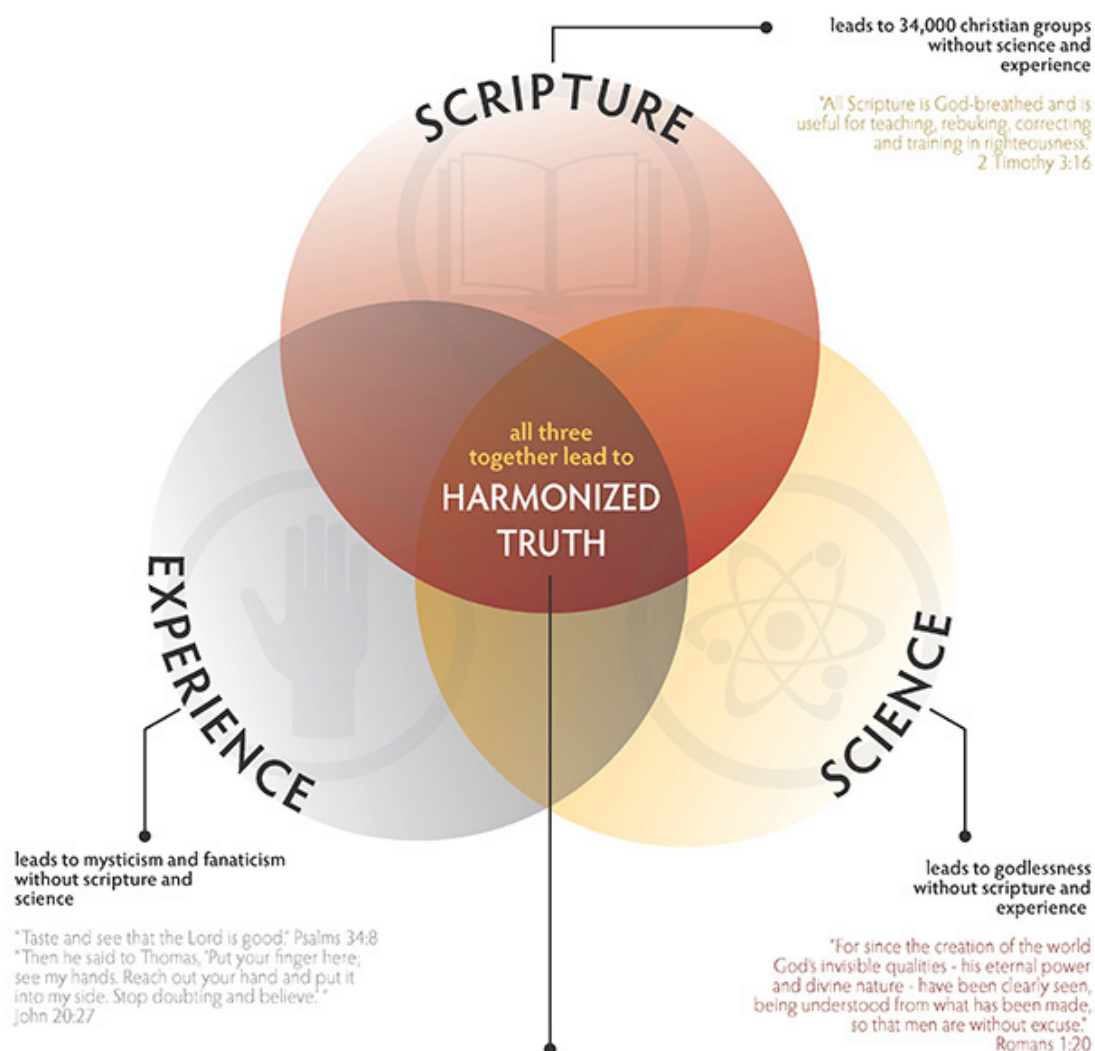 leads to 34,000 christian groups
without science and
experience
"All Scripture is God-breathed and is
useful for teaching, rebuking, correcting
and training in righteousness."
2 Timothy 3:16
SCRIPTURE
all three
together lead to
HARMONIZED
TRUTH
EXPERIENCE
SCIENCE
leads to mysticism and fanaticism
without scripture and
science
"Taste and see that the Lord is good." Psalms 34:8
"Then he said to Thomas, "Put your finger here;
see my hands. Reach out your hand and put it
into my side. Stop doubting and believe." "
John 20:27
leads to godlessness
without scripture and
experience
"For since the creation of the world
God's invisible qualities - his eternal power
and divine nature - have been clearly seen,
being understood from what has been made,
so that men are without excuse."
Romans 1:20